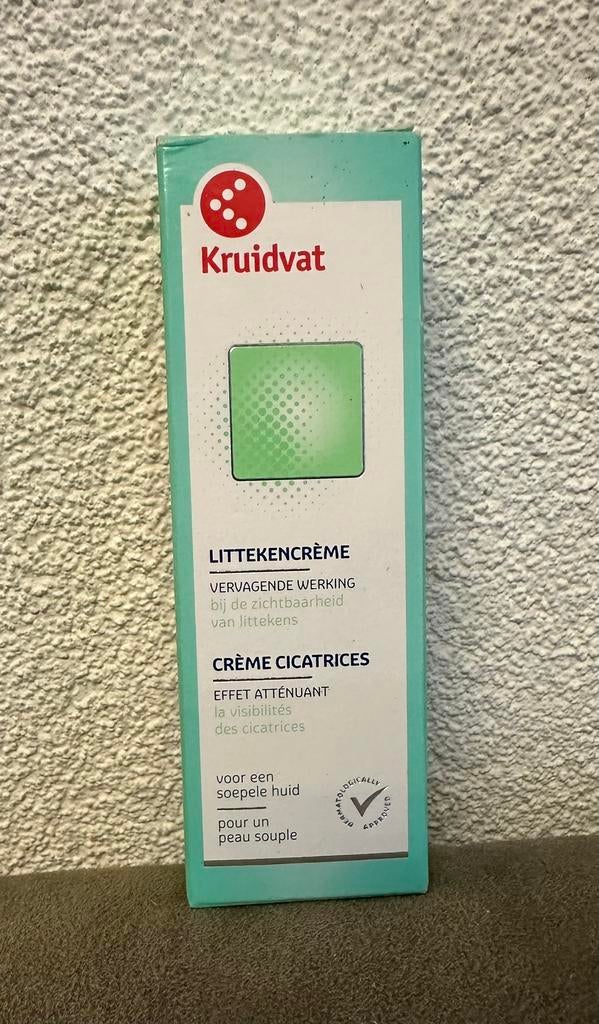 Kruidvat
LITTEKENCRÈME
VERVAGENDE WERKING
bij de zichtbaarheid
van littekens
CRÈME CICATRICES
EFFET ATTÉNUANT
la visibilités
des cicatrices
voor een
soepele huid
pour un
peau souple
DERMATOLOGICALLY
APPROVED